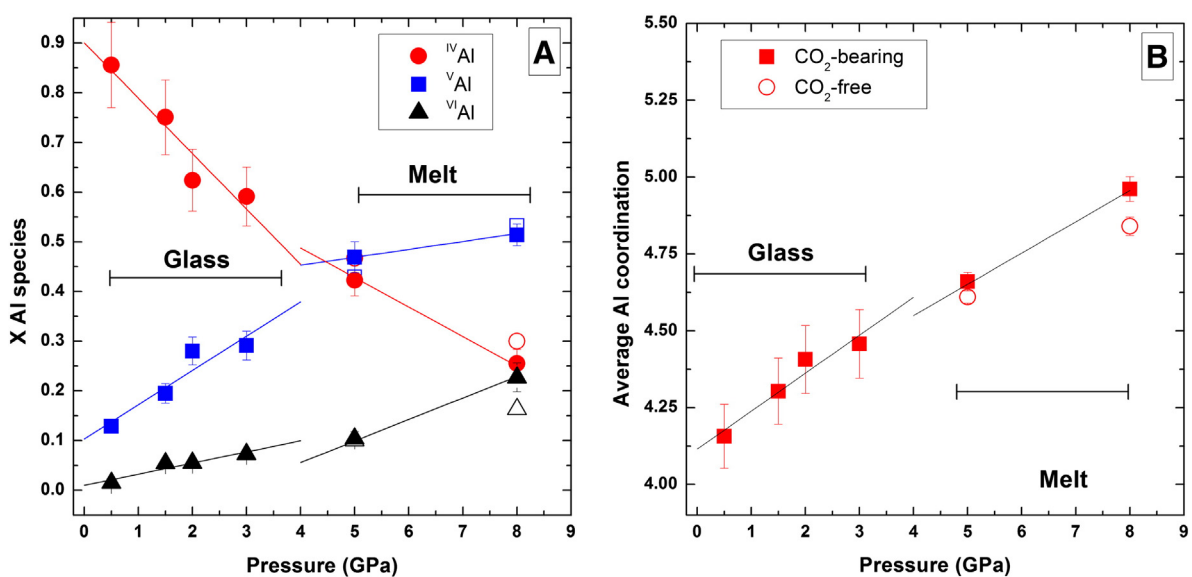 A
IVAl
VAl
VIAl
Melt
Glass
X Al species
0.9
0.8
0.7
0.6
0.5
0.4
0.3
0.2
0.1
0.0
0 1 2 3 4 5 6 7 8 9
Pressure (GPa)
B
CO2-bearing
CO2-free
Glass
Melt
Average Al coordination
5.50
5.25
5.00
4.75
4.50
4.25
4.00
0 1 2 3 4 5 6 7 8 9
Pressure (GPa)